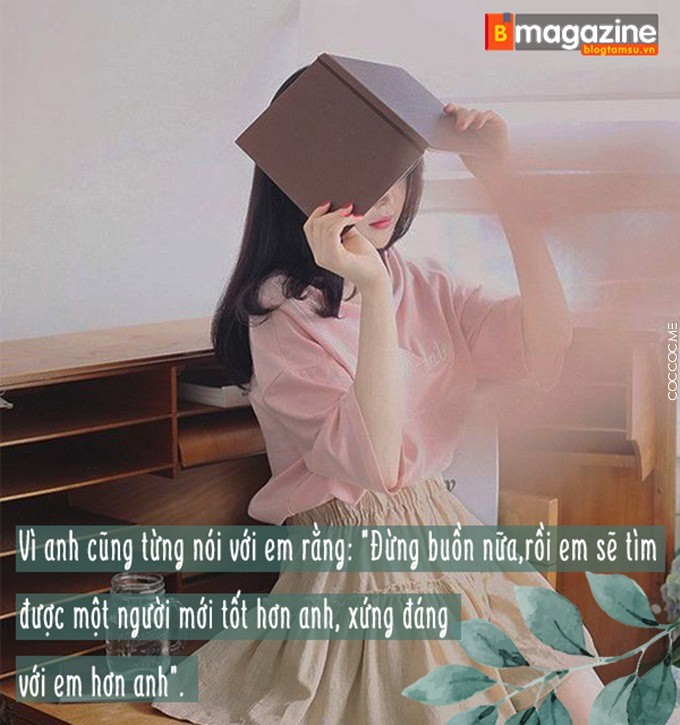 B magazine
blogtamsu.vn
COCCOC.ME
Vì anh cũng từng nói với em rằng: "Đừng buồn nữa,rồi em sẽ tìm
được một người mới tốt hơn anh, xứng đáng
với em hơn anh".